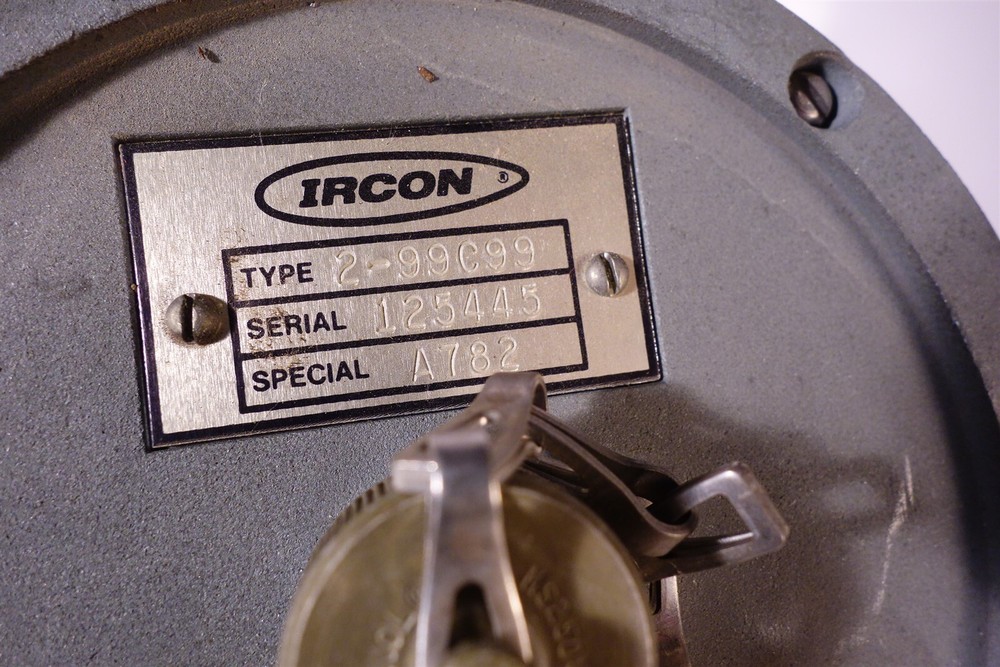 IRCON ®
TYPE 2-99C99
SERIAL 125445
SPECIAL A782